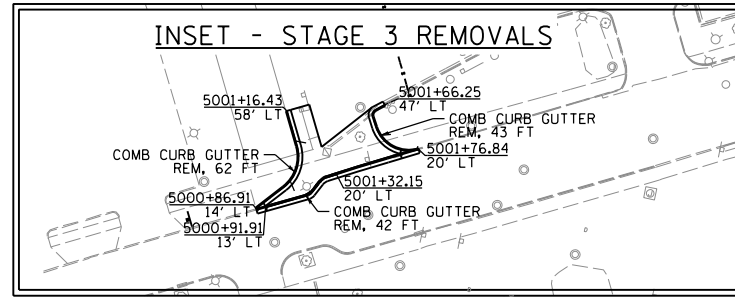 INSET - STAGE 3 REMOVALS
5001+16.43
58' LT
5001+66.25
47' LT
COMB CURB GUTTER
REM, 43 FT
COMB CURB GUTTER
REM, 62 FT
5001+76.84
20' LT
5001+32.15
20' LT
5000+86.91
14' LT
COMB CURB GUTTER
REM, 42 FT
5000+91.91
13' LT